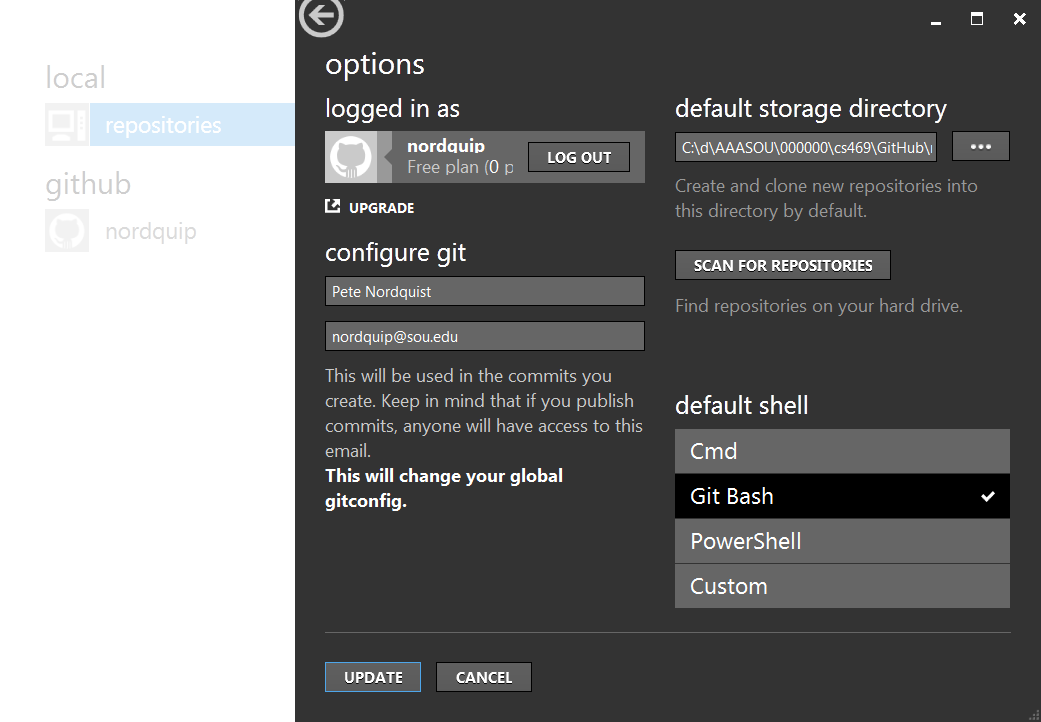 local
repositories
github
nordquip
options
logged in as
nordquip
Free plan (0 p
LOG OUT
UPGRADE
configure git
Pete Nordquist
nordquip@sou.edu
This will be used in the commits you
create. Keep in mind that if you publish
commits, anyone will have access to this
email.
This will change your global
gitconfig.
default storage directory
C:\d\AAASOU\000000\cs469\GitHub\
•••
Create and clone new repositories into
this directory by default.
SCAN FOR REPOSITORIES
Find repositories on your hard drive.
default shell
Cmd
Git Bash
PowerShell
Custom
UPDATE
CANCEL